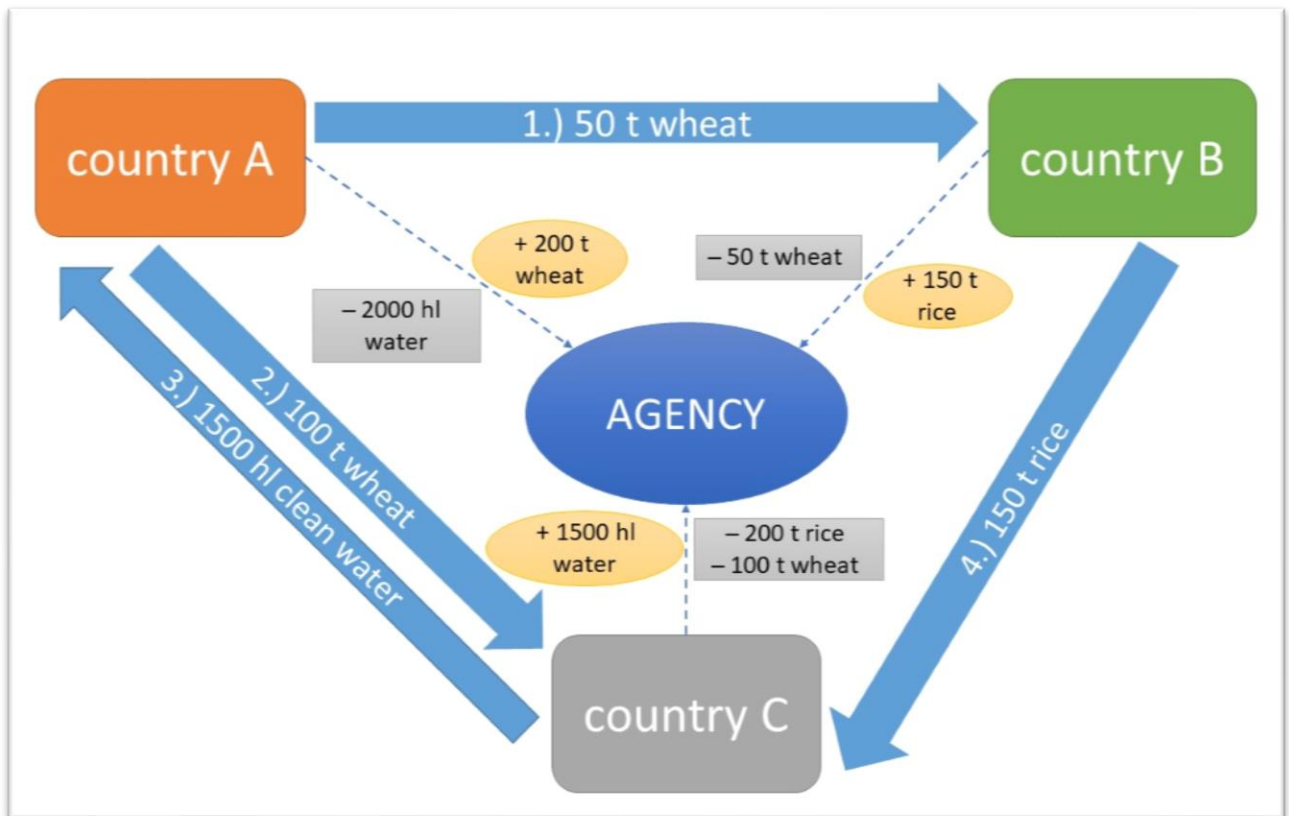 country A
1.) 50 t wheat
country B
+ 200 t
wheat
– 50 t wheat
+ 150 t
rice
– 2000 hl
water
AGENCY
2.) 100 t wheat
3.) 1500 hl clean water
4.) 150 t rice
+ 1500 hl
water
– 200 t rice
– 100 t wheat
country C